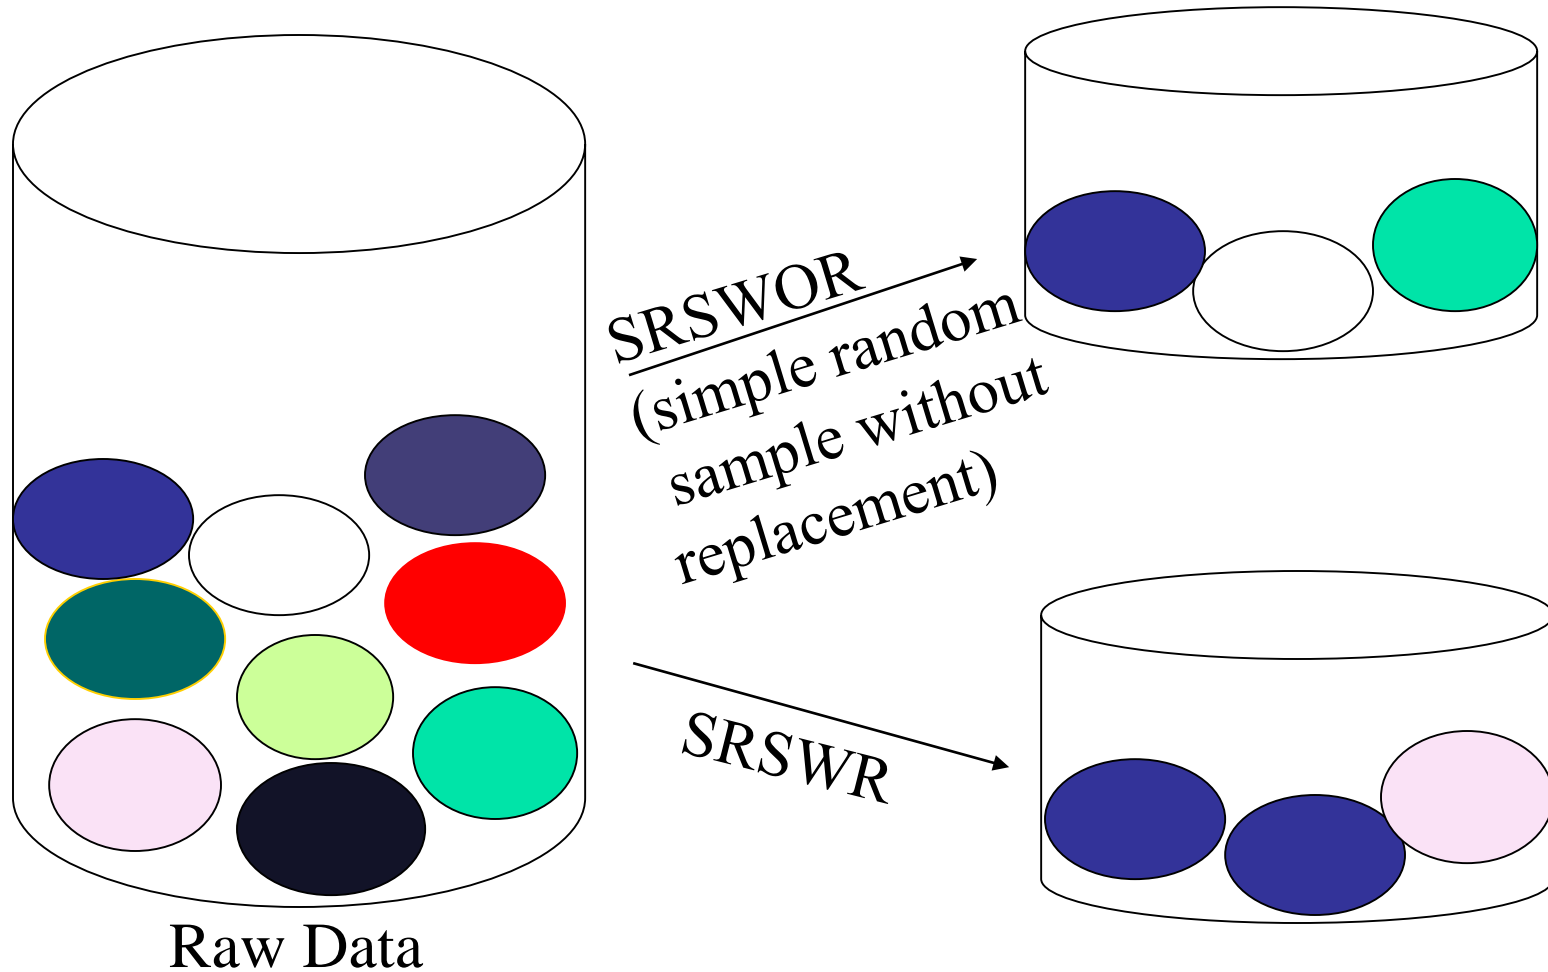 SRSWOR
(simple random
sample without
replacement)
SRSWR
Raw Data